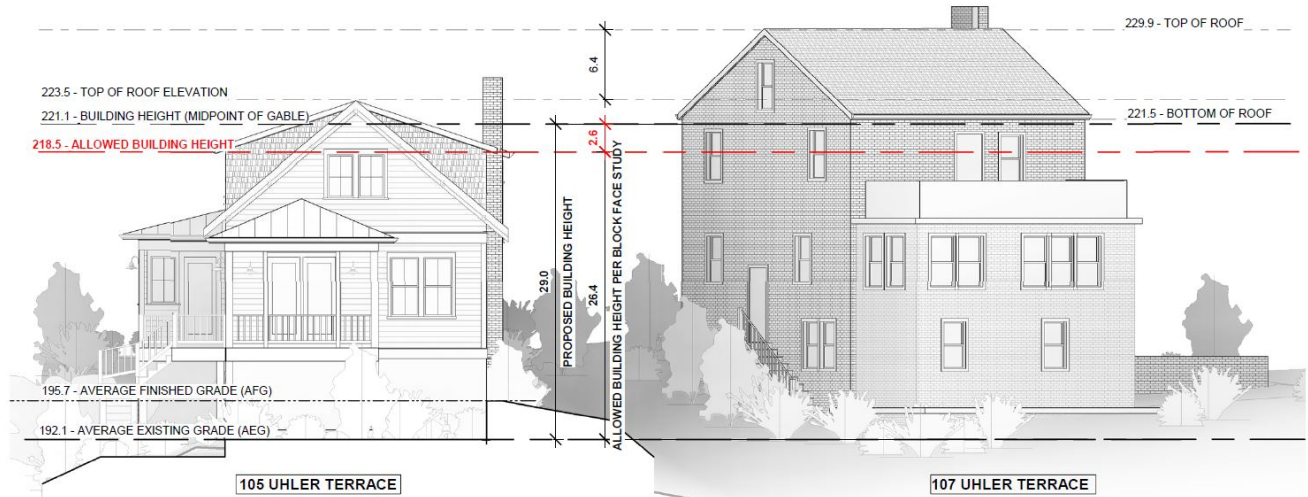 229.9 - TOP OF ROOF
6.4
223.5 - TOP OF ROOF ELEVATION
221.1 - BUILDING HEIGHT (MIDPOINT OF GABLE)
221.5 - BOTTOM OF ROOF
2.6
218.5 - ALLOWED BUILDING HEIGHT
29.0
PROPOSED BUILDING HEIGHT
26.4
ALLOWED BUILDING HEIGHT PER BLOCK FACE STUDY
195.7 - AVERAGE FINISHED GRADE (AFG)
192.1 - AVERAGE EXISTING GRADE (AEG)
105 UHLER TERRACE
107 UHLER TERRACE